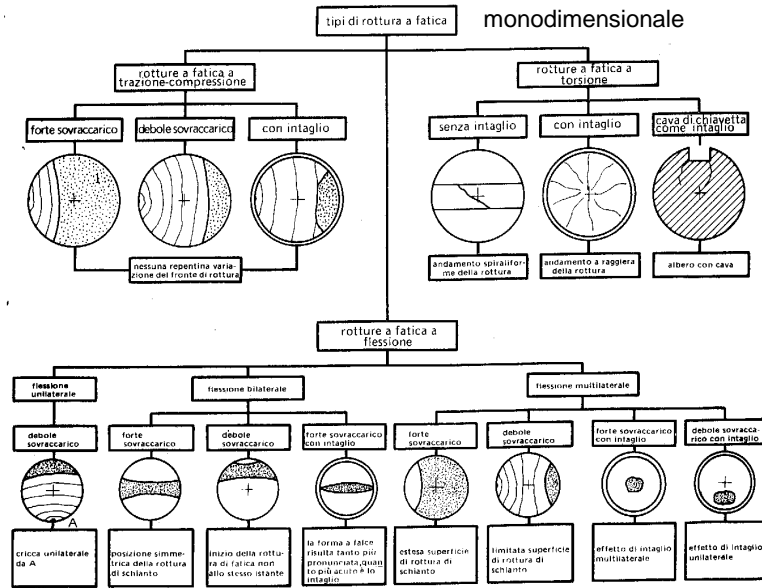 tipi di rottura a fatica
monodimensionale
rotture a fatica a
trazione-compressione
rotture a fatica a
torsione
forte sovraccarico
debole sovraccarico
con intaglio
senza intaglio
con intaglio
cava di chiavetta
come intaglio
1
nessuna repentina varia-
zione del fronte di rottura
andamento spiralifor-
me della rottura
andamento a raggiera
della rottura
albero con cava
rotture a fatica a
flessione
flessione
unilaterale
flessione bilaterale
flessione multilaterale
debole
sovraccarico
forte
sovraccarico
debole
sovraccarico
forte sovraccarico
con intaglio
forte
sovraccarico
debole
sovraccarico
forte sovraccarico
con intaglio
debole sovracca-
rico con intaglio
A
cricca unilaterale
da A
posizione simme-
trica della rottura
di schianto
inizio della rottu-
ra di fatica non
allo stesso istante
la forma a falce
risulta tanto più
pronunciata,quan
to più acuto è lo
intaglio
estesa superficie
di rottura di
schianto
limitata superficie
di rottura di
schianto
effetto di intaglio
multilaterale
effetto di intaglio
unilaterale